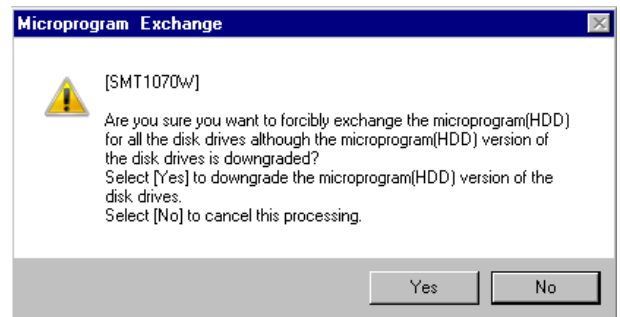 Microprogram Exchange
[SMT1070W]
Are you sure you want to forcibly exchange the microprogram(HDD)
for all the disk drives although the microprogram(HDD) version of
the disk drives is downgraded?
Select [Yes] to downgrade the microprogram(HDD) version of the
disk drives.
Select [No] to cancel this processing.
Yes
No